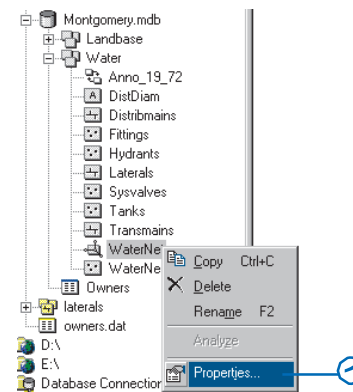 Montgomery.mdb
Landbase
Water
Anno_19_72
A DistDiam
Distribmains
Fittings
Hydrants
Laterals
Sysvalves
Tanks
Transmains
WaterNe
Copy Ctrl+C
WaterNe
Delete
Owners
Rename F2
laterals
owners.dat
Analyze
D:\
E:\
Properties...
1
Database Connection